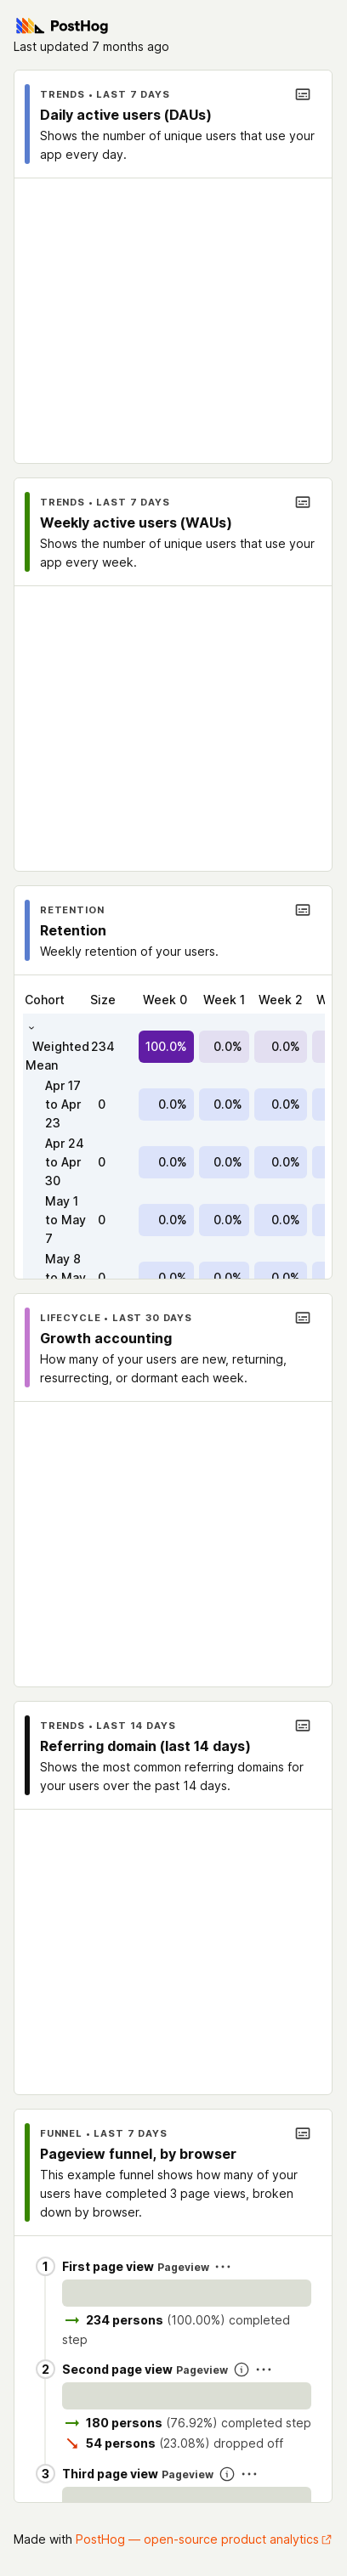 PostHog
Last updated 7 months ago
TRENDS • LAST 7 DAYS
Daily active users (DAUs)
Shows the number of unique users that use your
app every day.
TRENDS • LAST 7 DAYS
Weekly active users (WAUs)
Shows the number of unique users that use your
app every week.
RETENTION
Retention
Weekly retention of your users.
Cohort Size Week 0 Week 1 Week 2 W
Weighted 234 100.0% 0.0% 0.0%
Mean
Apr 17
to Apr 0 0.0% 0.0% 0.0%
23
Apr 24
to Apr 0 0.0% 0.0% 0.0%
30
May 1
to May 0 0.0% 0.0% 0.0%
7
May 8
to May 0 0.0% 0.0% 0.0%
LIFECYCLE • LAST 30 DAYS
Growth accounting
How many of your users are new, returning,
resurrecting, or dormant each week.
TRENDS • LAST 14 DAYS
Referring domain (last 14 days)
Shows the most common referring domains for
your users over the past 14 days.
FUNNEL • LAST 7 DAYS
Pageview funnel, by browser
This example funnel shows how many of your
users have completed 3 page views, broken
down by browser.
1 First page view Pageview
234 persons (100.00%) completed
step
2 Second page view Pageview
180 persons (76.92%) completed step
54 persons (23.08%) dropped off
3 Third page view Pageview
Made with PostHog — open-source product analytics